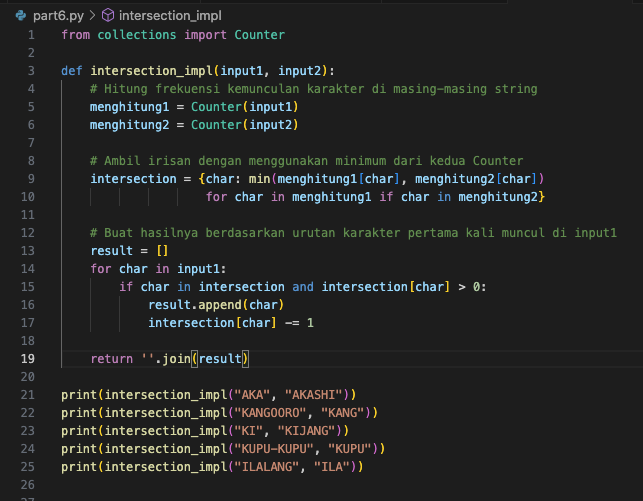 part6.py > intersection_impl
1 from collections import Counter
2
3 def intersection_impl(input1, input2):
4     # Hitung frekuensi kemunculan karakter di masing-masing string
5     menghitung1 = Counter(input1)
6     menghitung2 = Counter(input2)
7
8     # Ambil irisan dengan menggunakan minimum dari kedua Counter
9     intersection = {char: min(menghitung1[char], menghitung2[char])
10                     for char in menghitung1 if char in menghitung2}
11
12     # Buat hasilnya berdasarkan urutan karakter pertama kali muncul di input1
13     result = []
14     for char in input1:
15         if char in intersection and intersection[char] > 0:
16             result.append(char)
17             intersection[char] -= 1
18
19     return ''.join(result)
20
21 print(intersection_impl("AKA", "AKASHI"))
22 print(intersection_impl("KANGOORO", "KANG"))
23 print(intersection_impl("KI", "KIJANG"))
24 print(intersection_impl("KUPU-KUPU", "KUPU"))
25 print(intersection_impl("ILALANG", "ILA"))
26
27